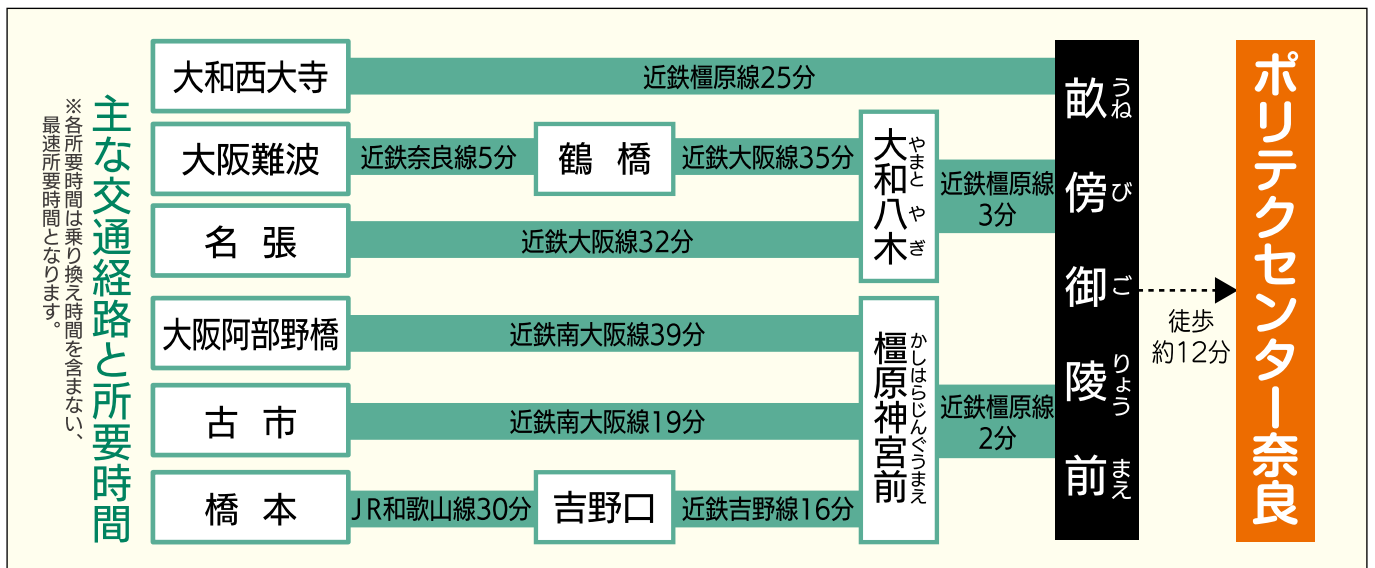 主な交通経路と所要時間
※各所要時間は乗り換え時間を含まない、
最速所要時間となります。
大和西大寺
近鉄橿原線25分
大阪難波
近鉄奈良線5分
鶴橋
近鉄大阪線35分
名張
近鉄大阪線32分
大和八木
やまとやぎ
近鉄橿原線
3分
大阪阿部野橋
近鉄南大阪線39分
古市
近鉄南大阪線19分
橋本
JR和歌山線30分
吉野口
近鉄吉野線16分
橿原神宮前
かしはらじんぐうまえ
近鉄橿原線
2分
畝傍御陵前
うねびごりょうまえ
徒歩
約12分
ポリテクセンター奈良